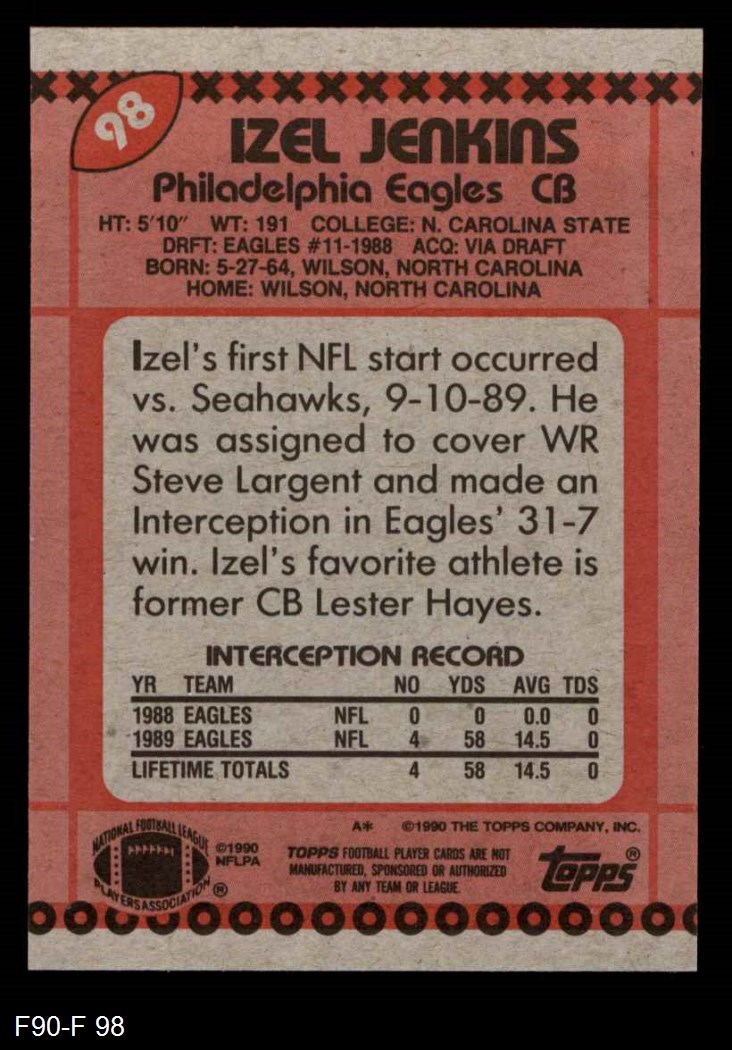 98
IZEL JENKINS
Philadelphia Eagles CB
HT: 5'10" WT: 191 COLLEGE: N. CAROLINA STATE
DRFT: EAGLES #11-1988 ACQ: VIA DRAFT
BORN: 5-27-64, WILSON, NORTH CAROLINA
HOME: WILSON, NORTH CAROLINA
Izel's first NFL start occurred
vs. Seahawks, 9-10-89. He
was assigned to cover WR
Steve Largent and made an
Interception in Eagles' 31-7
win. Izel's favorite athlete is
former CB Lester Hayes.
INTERCEPTION RECORD
YR TEAM NO YDS AVG TDS
1988 EAGLES NFL 0 0 0.0 0
1989 EAGLES NFL 4 58 14.5 0
LIFETIME TOTALS 4 58 14.5 0
A* ©1990 THE TOPPS COMPANY, INC.
NATIONAL FOOTBALL LEAGUE
PLAYERS ASSOCIATION ®
©1990
NFLPA
TOPPS FOOTBALL PLAYER CARDS ARE NOT
MANUFACTURED, SPONSORED OR AUTHORIZED
BY ANY TEAM OR LEAGUE.
topps®
F90-F 98